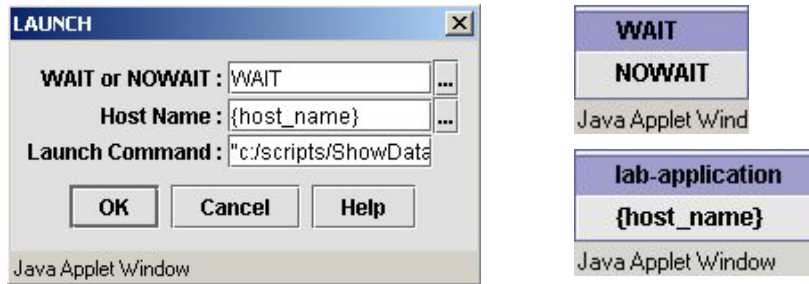 LAUNCH
WAIT or NOWAIT : WAIT ...
Host Name : {host_name} ...
Launch Command : "c:/scripts/ShowData
OK Cancel Help
Java Applet Window
WAIT
NOWAIT
Java Applet Wind
lab-application
{host_name}
Java Applet Window